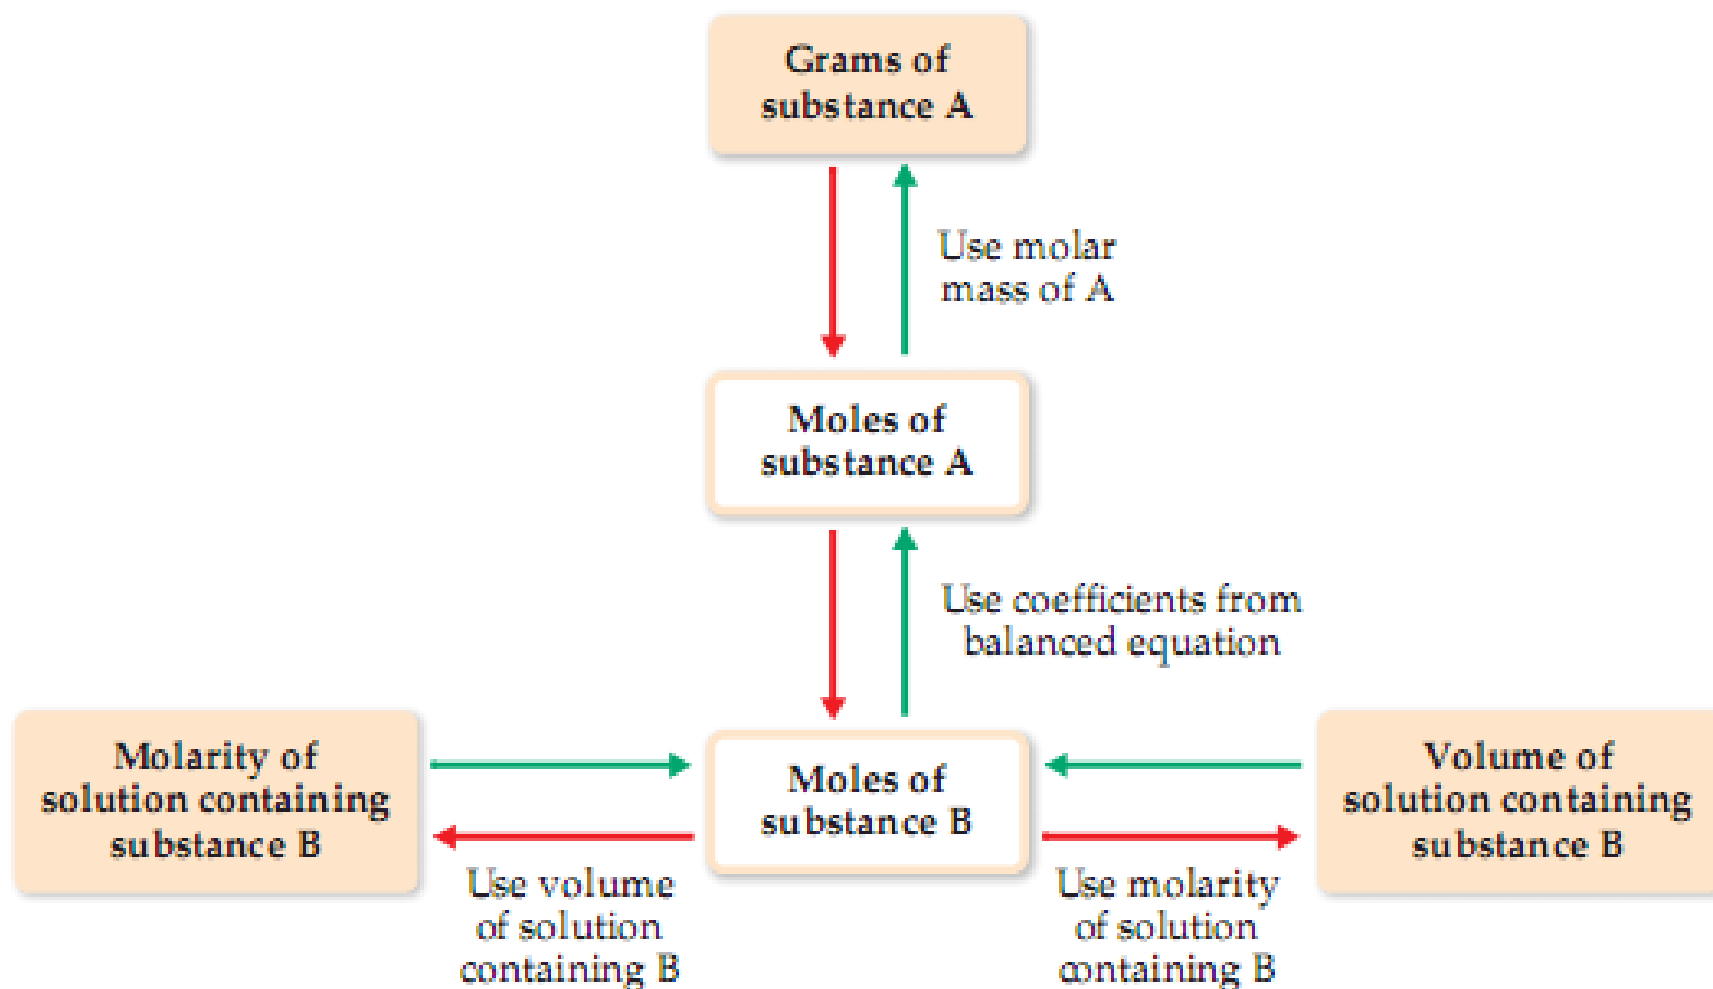 Grams of
substance A
Use molar
mass of A
Moles of
substance A
Use coefficients from
balanced equation
Molarity of
solution containing
substance B
Moles of
substance B
Volume of
solution containing
substance B
Use volume
of solution
containing B
Use molarity
of solution
containing B